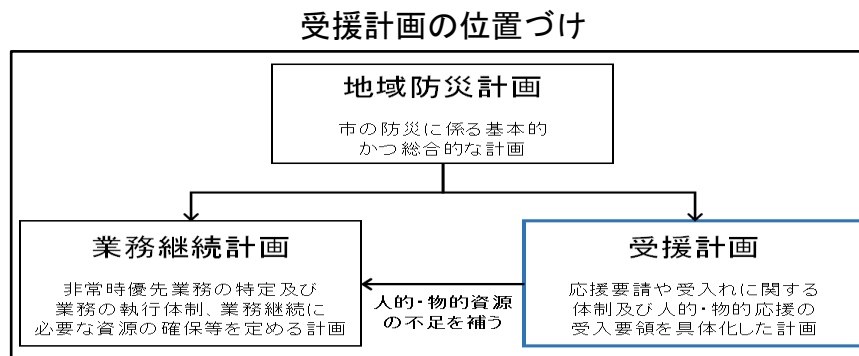 受援計画の位置づけ
地域防災計画
市の防災に係る基本的
かつ総合的な計画
業務継続計画
非常時優先業務の特定及び
業務の執行体制、業務継続に
必要な資源の確保等を定める計画
人的・物的資源
の不足を補う
受援計画
応援要請や受入れに関する
体制及び人的・物的応援の
受入要領を具体化した計画